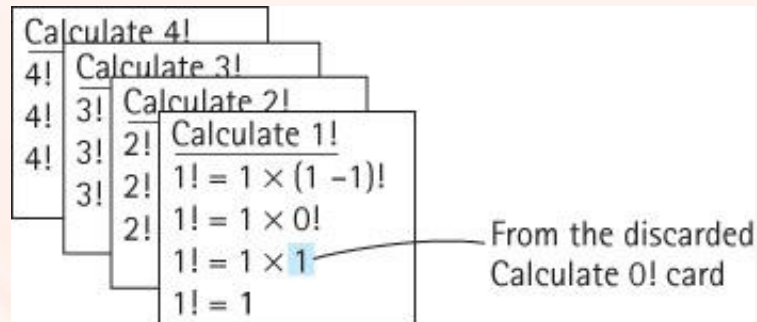 Calculate 4!
4!
4!
4!
Calculate 3!
3!
3!
3!
Calculate 2!
2!
2!
2!
Calculate 1!
1! = 1 × (1 –1)!
1! = 1 × 0!
1! = 1 × 1
1! = 1
From the discarded
Calculate 0! card